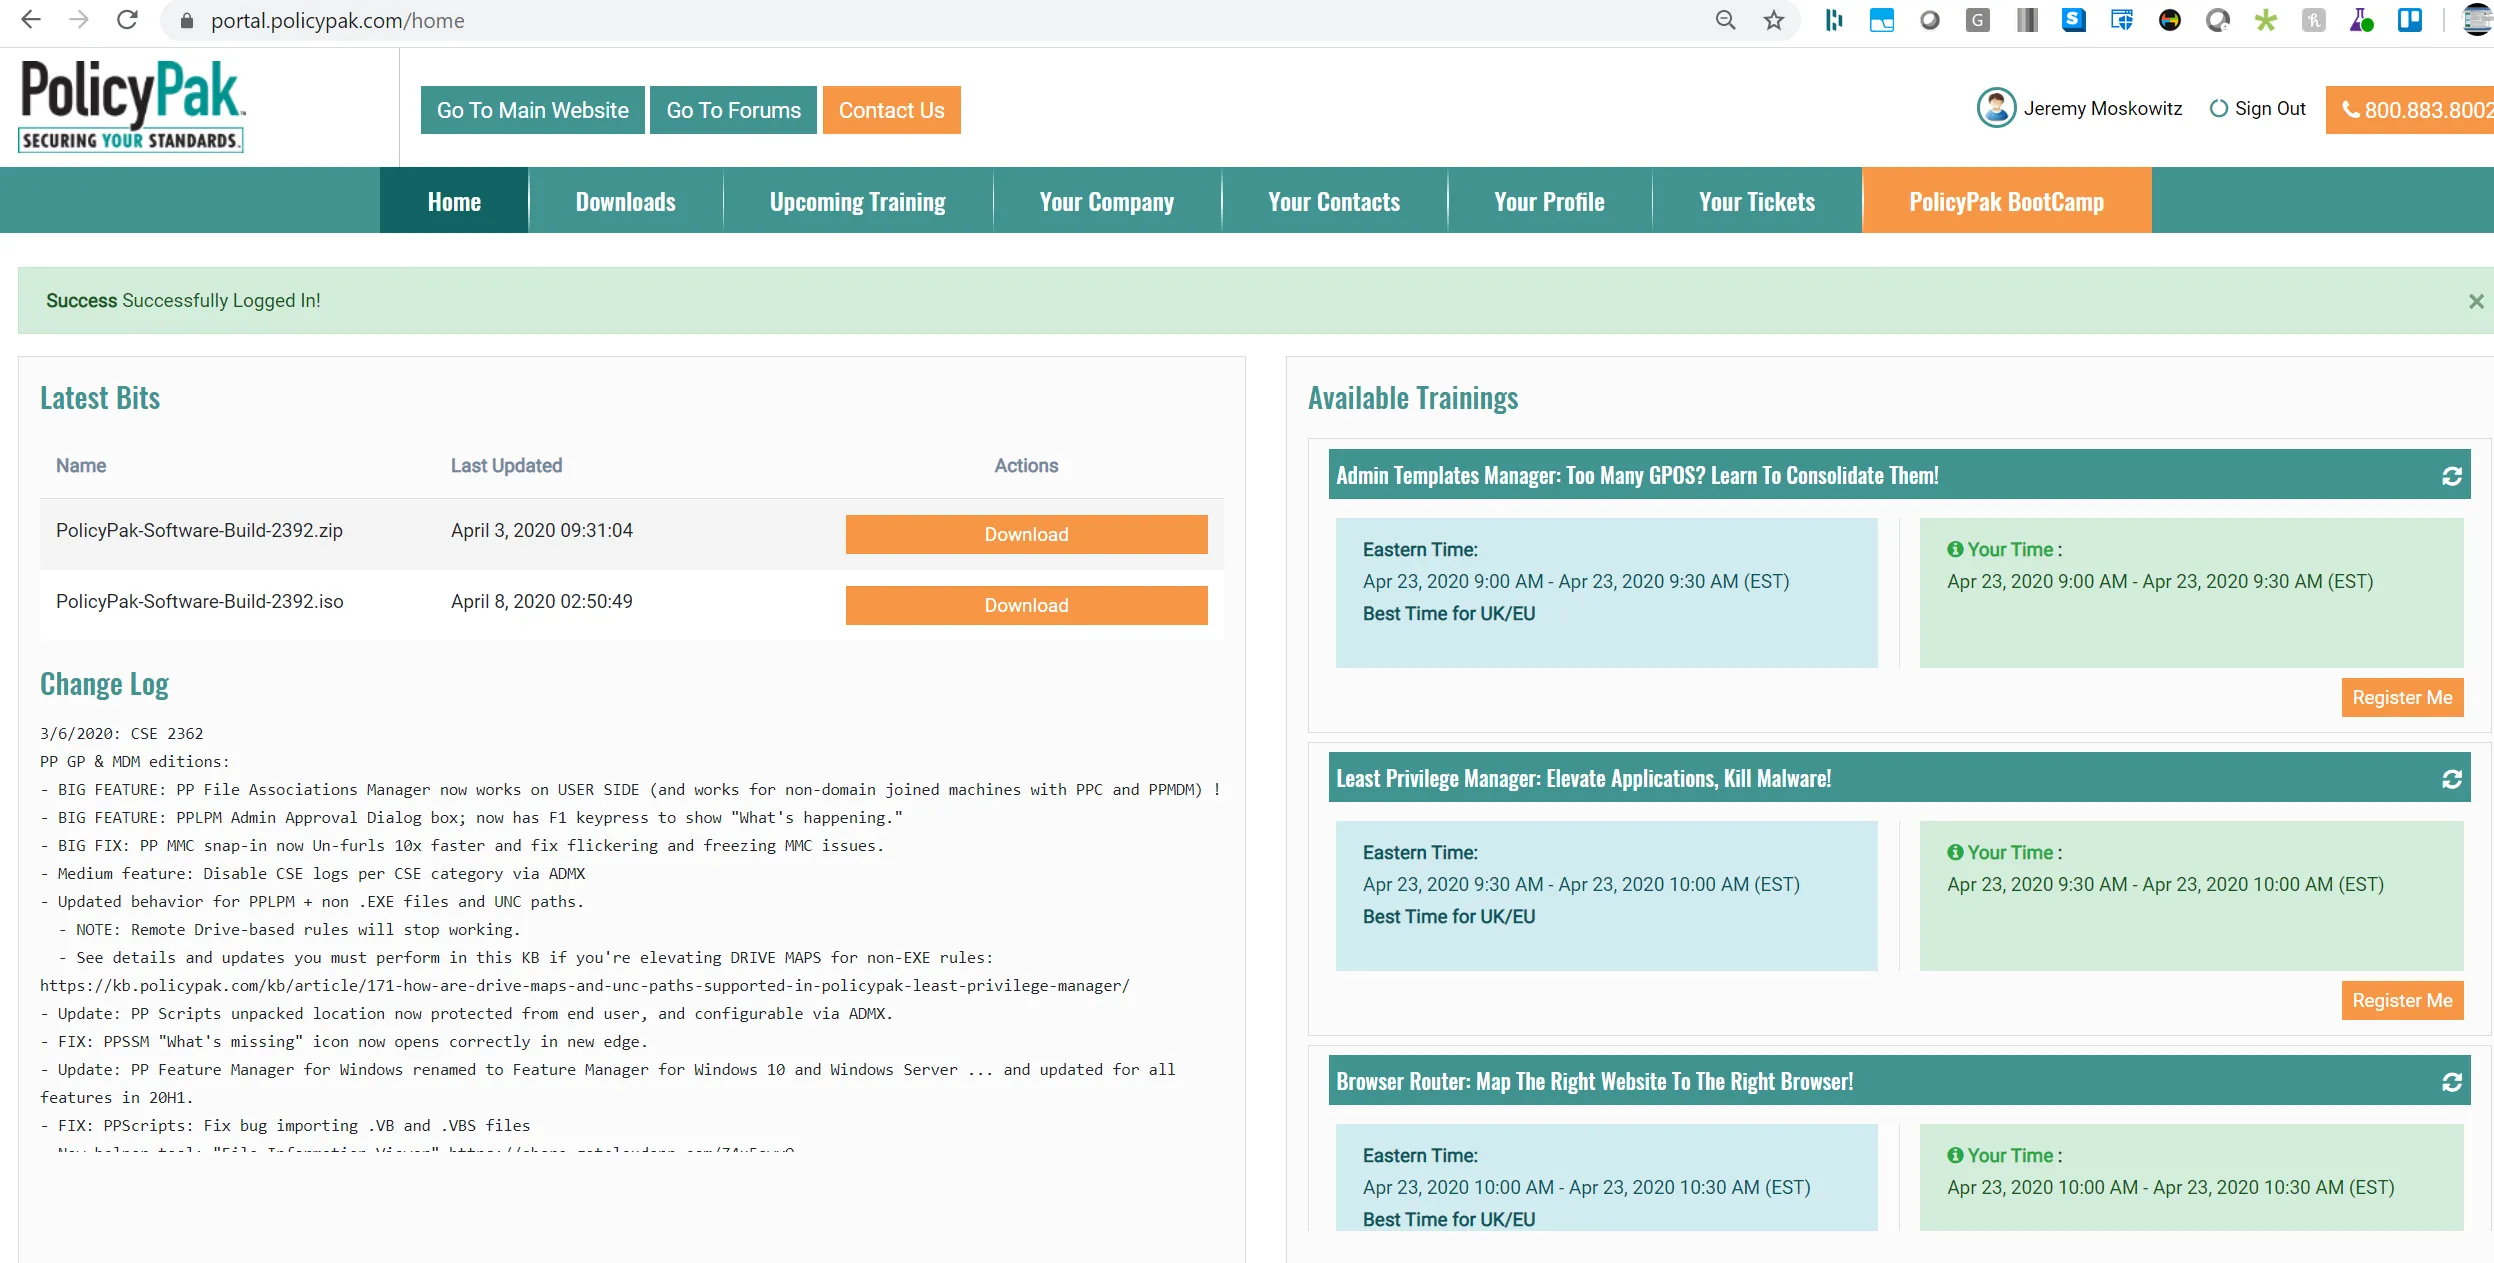 portal.policypak.com/home
PolicyPak
SECURING YOUR STANDARDS.
Go To Main Website
Go To Forums
Contact Us
Jeremy Moskowitz
Sign Out
800.883.8002
Home
Downloads
Upcoming Training
Your Company
Your Contacts
Your Profile
Your Tickets
PolicyPak BootCamp
Success Successfully Logged In!
Latest Bits
Name Last Updated Actions
PolicyPak-Software-Build-2392.zip April 3, 2020 09:31:04 Download
PolicyPak-Software-Build-2392.iso April 8, 2020 02:50:49 Download
Change Log
3/6/2020: CSE 2362
PP GP & MDM editions:
- BIG FEATURE: PP File Associations Manager now works on USER SIDE (and works for non-domain joined machines with PPC and PPMDM) !
- BIG FEATURE: PPLPM Admin Approval Dialog box; now has F1 keypress to show "What's happening."
- BIG FIX: PP MMC snap-in now Un-furls 10x faster and fix flickering and freezing MMC issues.
- Medium feature: Disable CSE logs per CSE category via ADMX
- Updated behavior for PPLPM + non .EXE files and UNC paths.
- NOTE: Remote Drive-based rules will stop working.
- See details and updates you must perform in this KB if you're elevating DRIVE MAPS for non-EXE rules:
https://kb.policypak.com/kb/article/171-how-are-drive-maps-and-unc-paths-supported-in-policypak-least-privilege-manager/
- Update: PP Scripts unpacked location now protected from end user, and configurable via ADMX.
- FIX: PPSSM "What's missing" icon now opens correctly in new edge.
- Update: PP Feature Manager for Windows renamed to Feature Manager for Windows 10 and Windows Server ... and updated for all
features in 20H1.
- FIX: PPScripts: Fix bug importing .VB and .VBS files
New helper tool: "File Information Viewer"
Available Trainings
Admin Templates Manager: Too Many GPOS? Learn To Consolidate Them!
Eastern Time:
Apr 23, 2020 9:00 AM - Apr 23, 2020 9:30 AM (EST)
Best Time for UK/EU
Your Time :
Apr 23, 2020 9:00 AM - Apr 23, 2020 9:30 AM (EST)
Register Me
Least Privilege Manager: Elevate Applications, Kill Malware!
Eastern Time:
Apr 23, 2020 9:30 AM - Apr 23, 2020 10:00 AM (EST)
Best Time for UK/EU
Your Time :
Apr 23, 2020 9:30 AM - Apr 23, 2020 10:00 AM (EST)
Register Me
Browser Router: Map The Right Website To The Right Browser!
Eastern Time:
Apr 23, 2020 10:00 AM - Apr 23, 2020 10:30 AM (EST)
Best Time for UK/EU
Your Time :
Apr 23, 2020 10:00 AM - Apr 23, 2020 10:30 AM (EST)